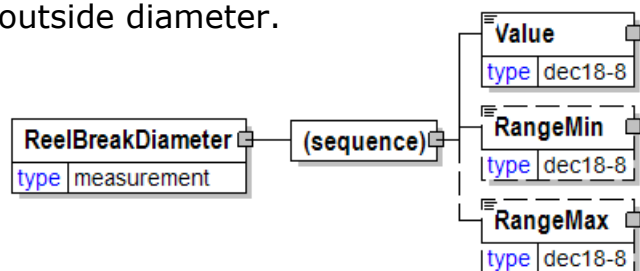 outside diameter.
Value
type dec18-8
ReelBreakDiameter
type measurement
(sequence)
RangeMin
type dec18-8
RangeMax
type dec18-8